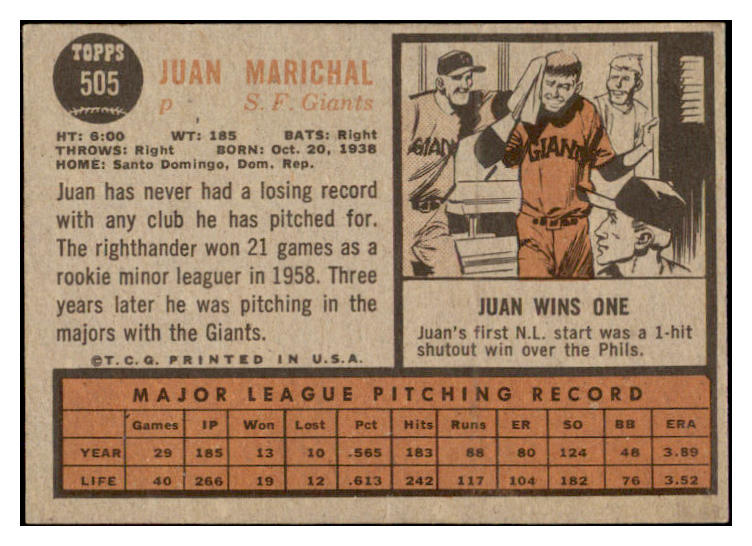 TOPPS
505
JUAN MARICHAL
p S. F. Giants
HT: 6:00 WT: 185 BATS: Right
THROWS: Right BORN: Oct. 20, 1938
HOME: Santo Domingo, Dom. Rep.
Juan has never had a losing record
with any club he has pitched for.
The righthander won 21 games as a
rookie minor leaguer in 1958. Three
years later he was pitching in the
majors with the Giants.
©T.C.G. PRINTED IN U.S.A.
GIAN
GIANT
JUAN WINS ONE
Juan's first N.L. start was a 1-hit
shutout win over the Phils.
MAJOR LEAGUE PITCHING RECORD
Games IP Won Lost Pct Hits Runs ER SO BB ERA
YEAR 29 185 13 10 .565 183 88 80 124 48 3.89
LIFE 40 266 19 12 .613 242 117 104 182 76 3.52